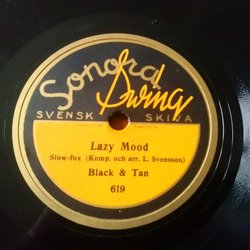 Sonora
Swing
SVENSK SKIVA
Lazy Mood
Slow-fox (Komp. och arr. L. Svensson)
Black & Tan
619